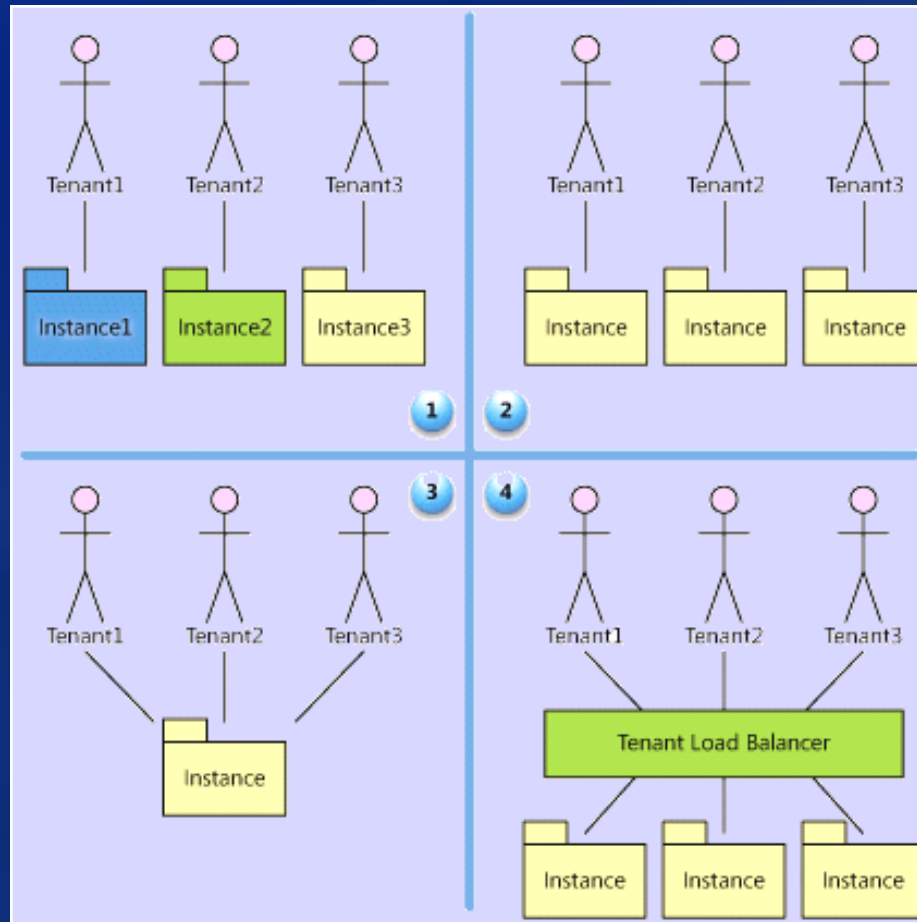 Tenant1 Tenant2 Tenant3
Instance1 Instance2 Instance3
1
Tenant1 Tenant2 Tenant3
Instance Instance Instance
2
3
Tenant1 Tenant2 Tenant3
Instance
4
Tenant1 Tenant2 Tenant3
Tenant Load Balancer
Instance Instance Instance